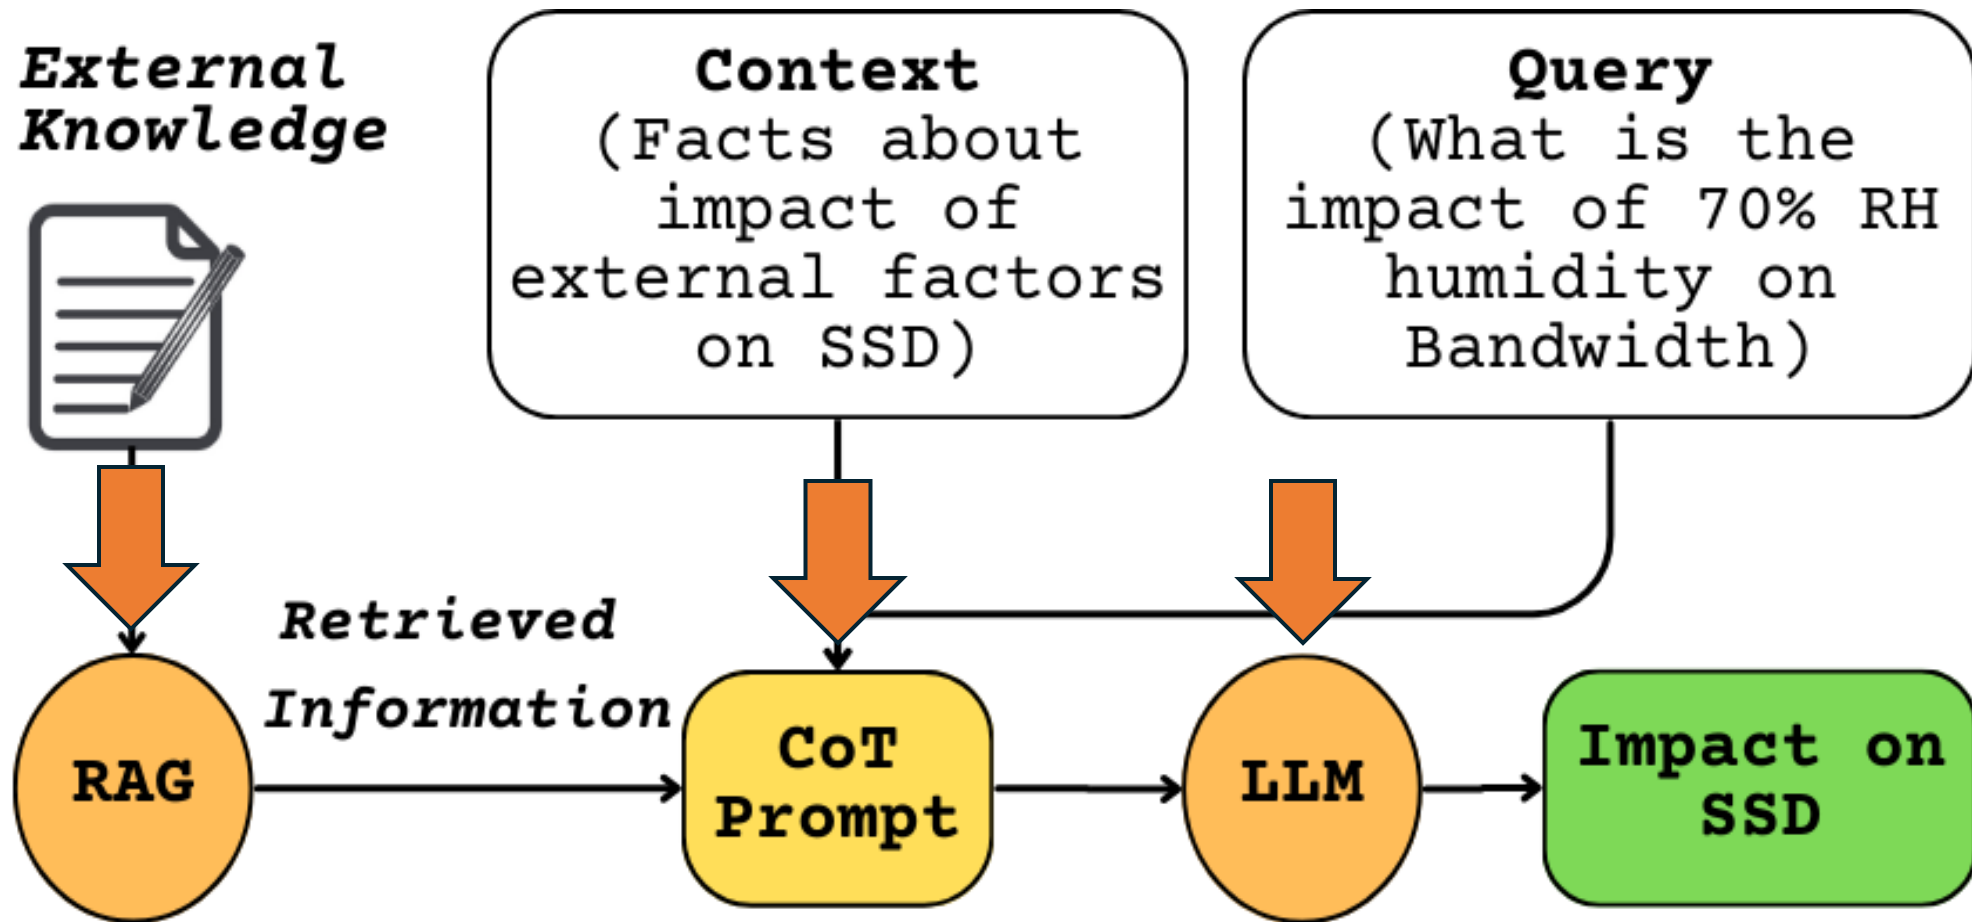 External
Knowledge
Context
(Facts about
impact of
external factors
on SSD)
Query
(What is the
impact of 70% RH
humidity on
Bandwidth)
Retrieved
Information
RAG
CoT
Prompt
LLM
Impact on
SSD